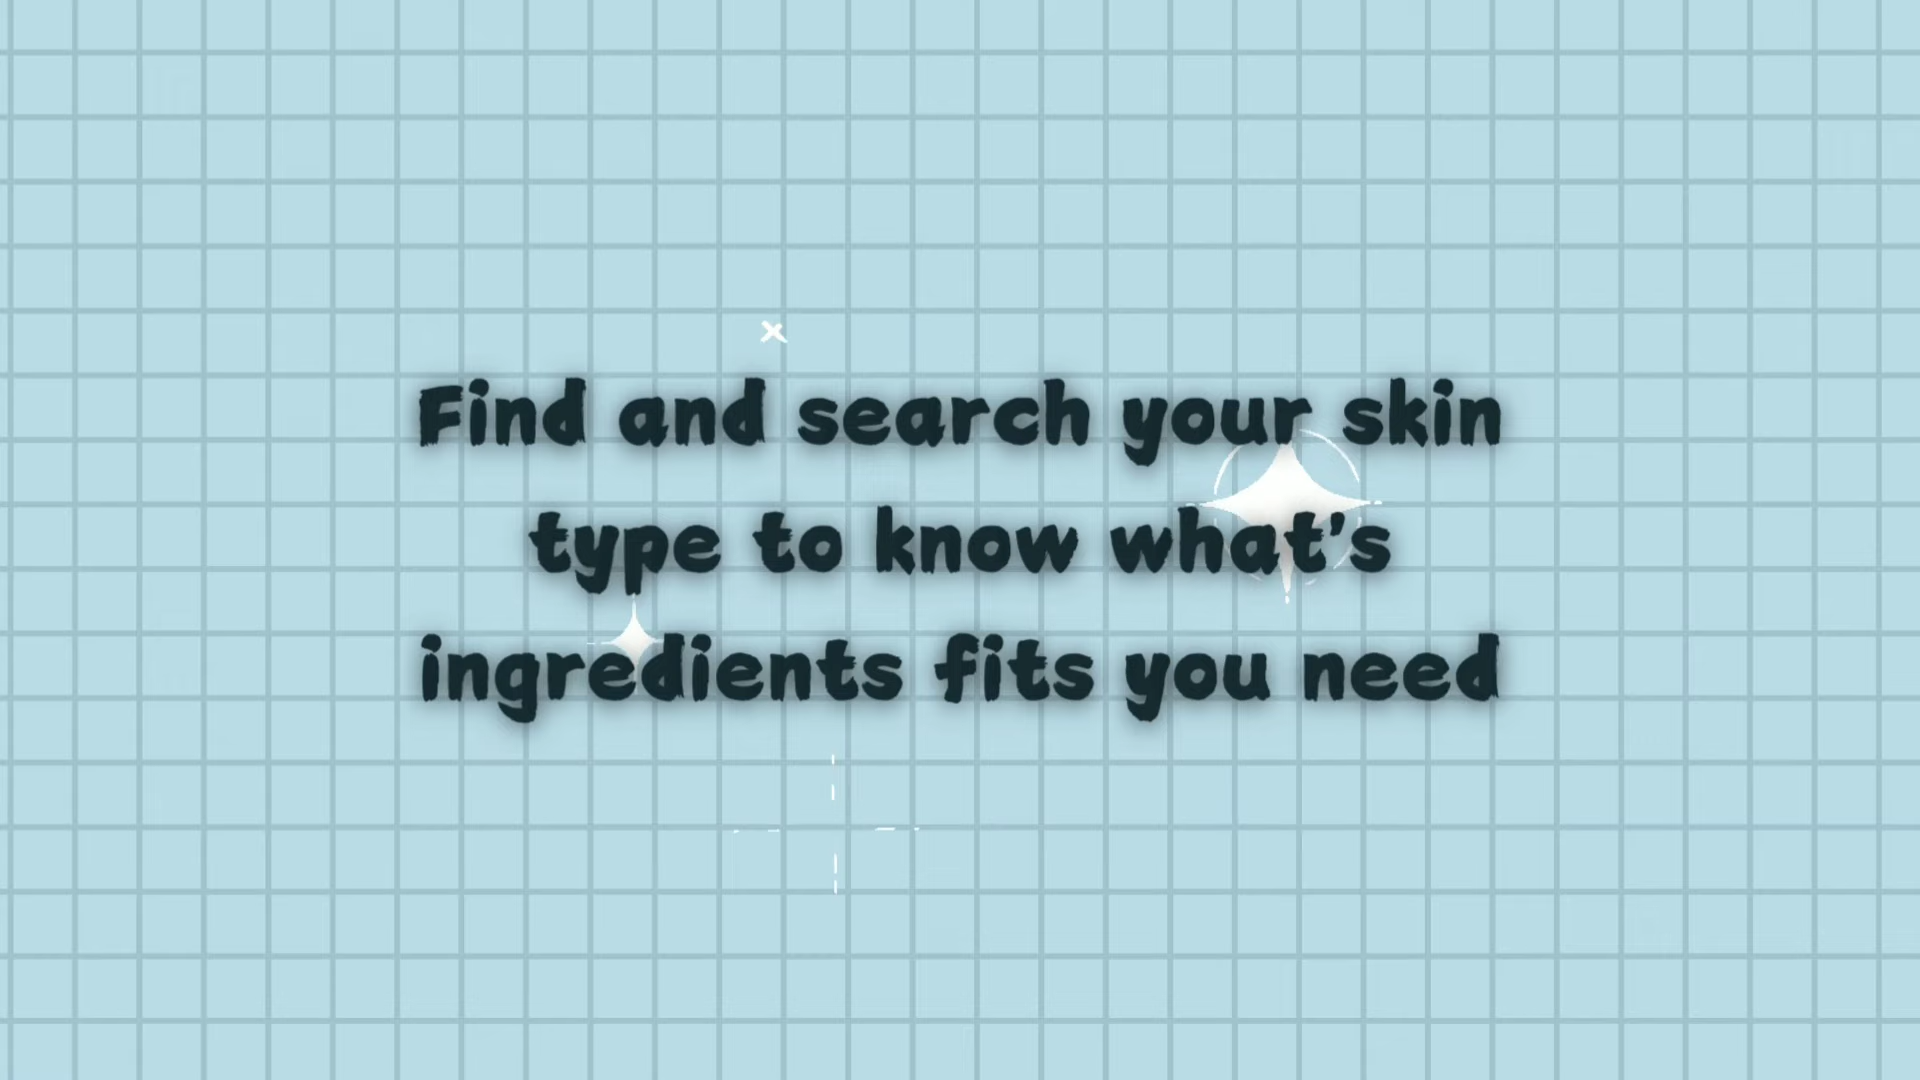 Find and search your skin
type to know what's
ingredients fits you need